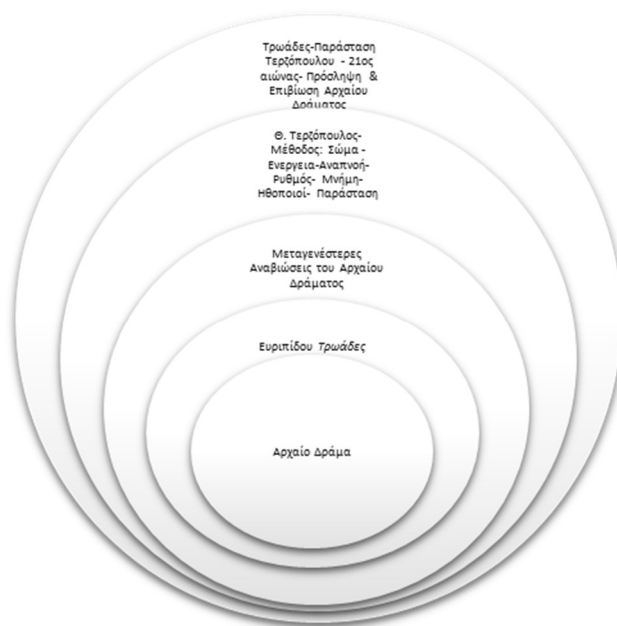 Τρωάδες-Παράσταση
Τερζόπουλου - 21ος
αιώνας- Πρόσληψη &
Επιβίωση Αρχαίου
Δράματος
Θ. Τερζόπουλος-
Μέθοδος: Σώμα -
Ενεργεια-Αναπνοή-
Ρυθμός- Μνήμη-
Ηθοποιοί- Παράσταση
Μεταγενέστερες
Αναβιώσεις του Αρχαίου
Δράματος
Ευριπίδου Τρωάδες
Αρχαίο Δράμα